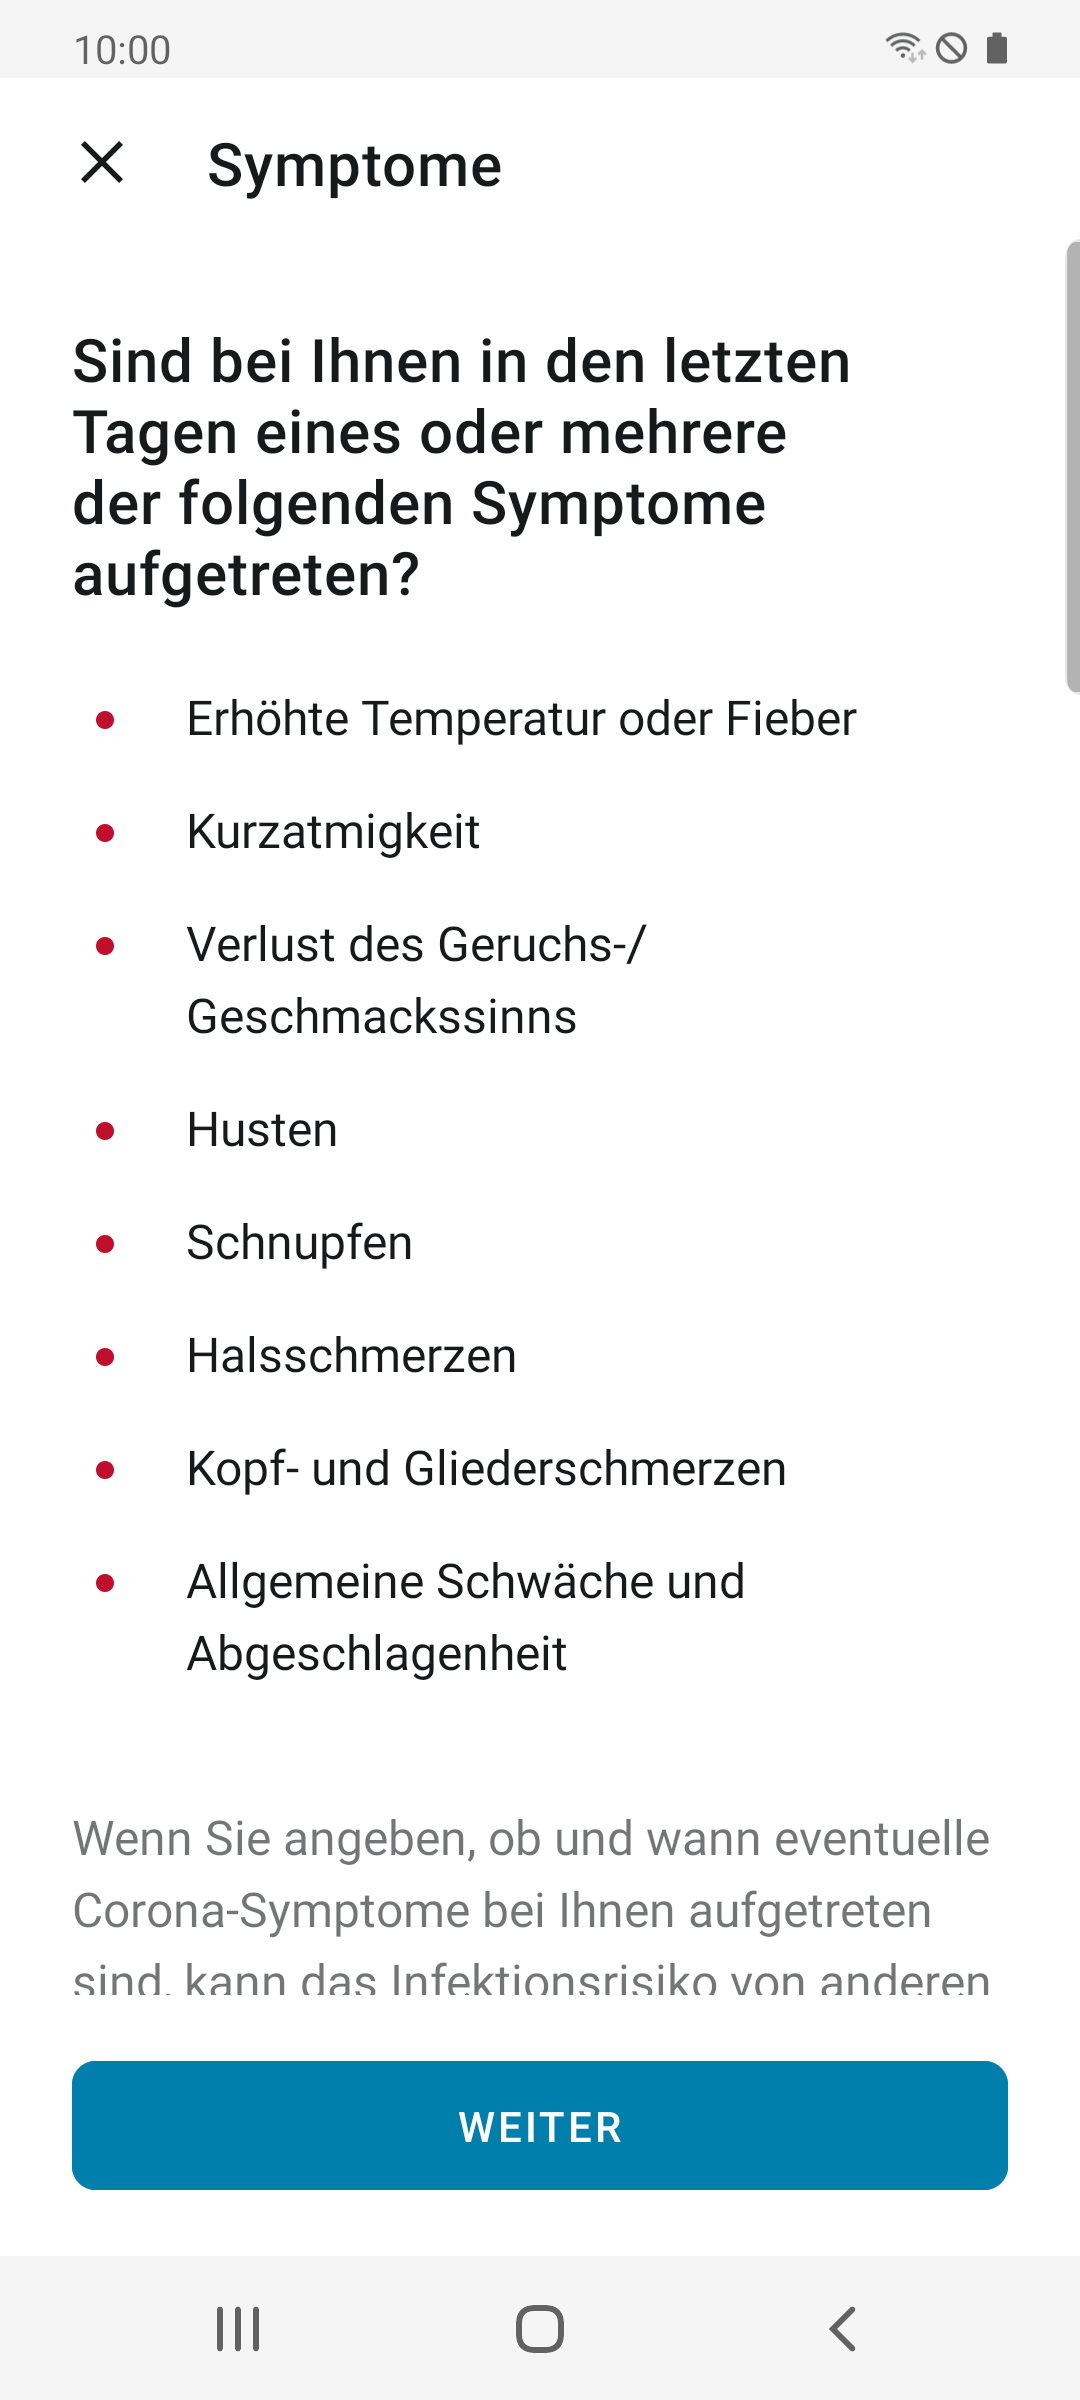 10:00
Symptome
Sind bei Ihnen in den letzten
Tagen eines oder mehrere
der folgenden Symptome
aufgetreten?
Erhöhte Temperatur oder Fieber
Kurzatmigkeit
Verlust des Geruchs-/
Geschmackssinns
Husten
Schnupfen
Halsschmerzen
Kopf- und Gliederschmerzen
Allgemeine Schwäche und
Abgeschlagenheit
Wenn Sie angeben, ob und wann eventuelle
Corona-Symptome bei Ihnen aufgetreten
sind, kann das Infektionsrisiko von anderen
WEITER